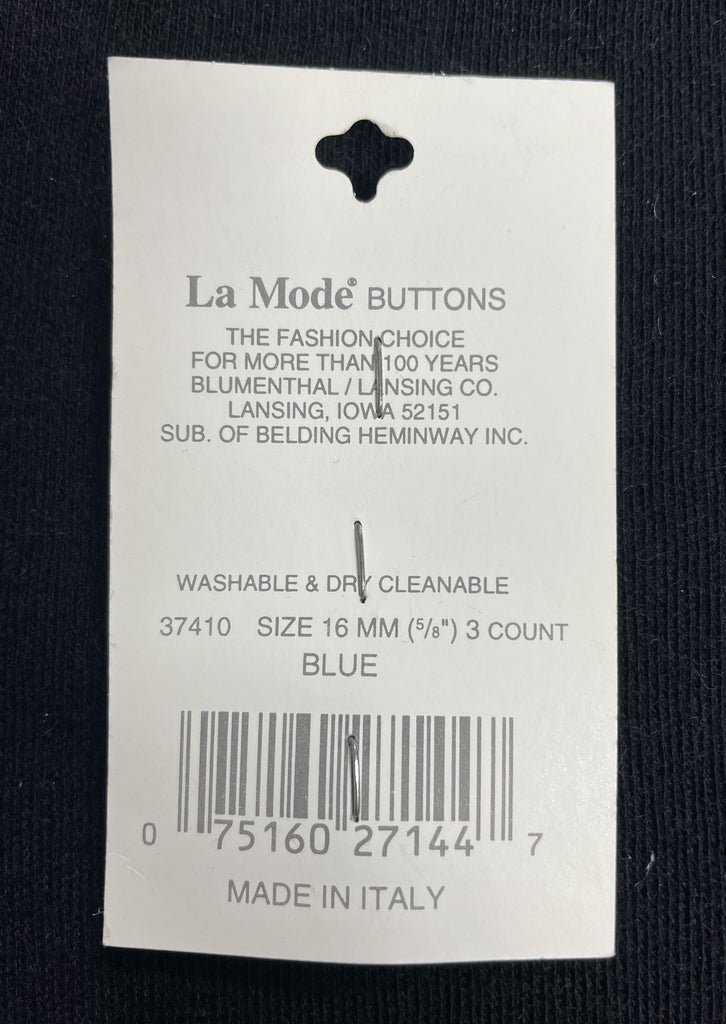 La Mode® BUTTONS
THE FASHION CHOICE
FOR MORE THAN 100 YEARS
BLUMENTHAL / LANSING CO.
LANSING, IOWA 52151
SUB. OF BELDING HEMINWAY INC.
WASHABLE & DRY CLEANABLE
37410 SIZE 16 MM (5/8") 3 COUNT
BLUE
0 75160 27144 7
MADE IN ITALY